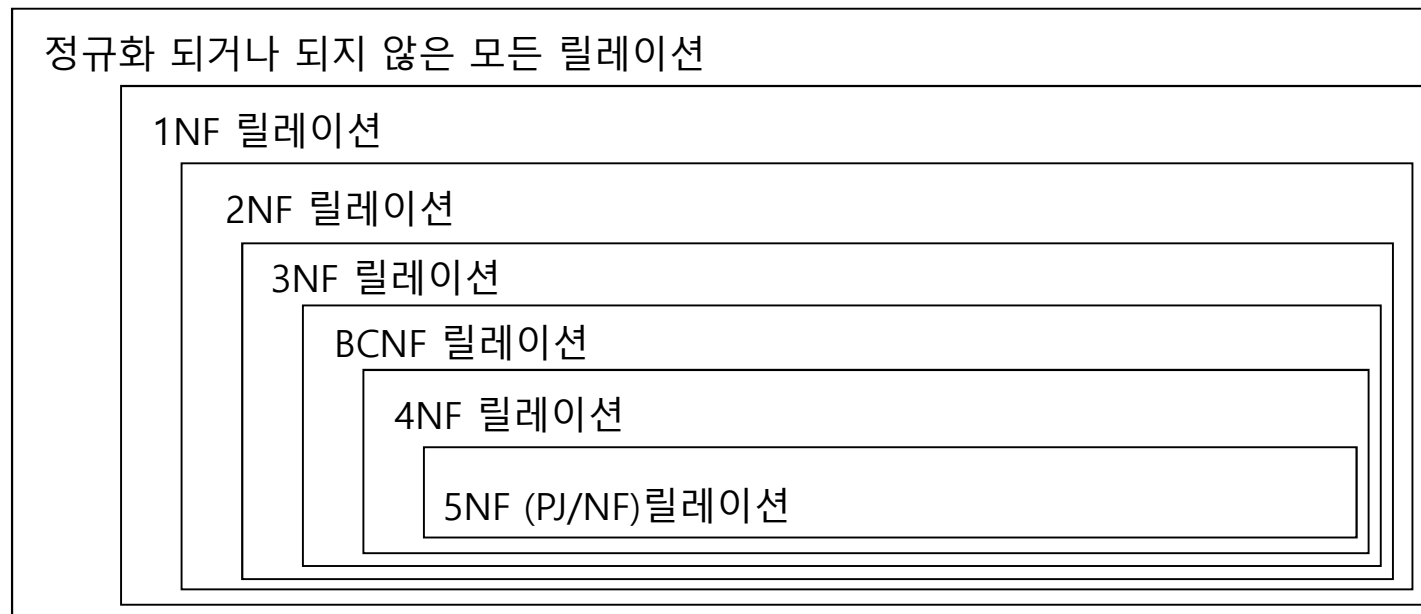 정규화 되거나 되지 않은 모든 릴레이션
1NF 릴레이션
2NF 릴레이션
3NF 릴레이션
BCNF 릴레이션
4NF 릴레이션
5NF (PJ/NF)릴레이션